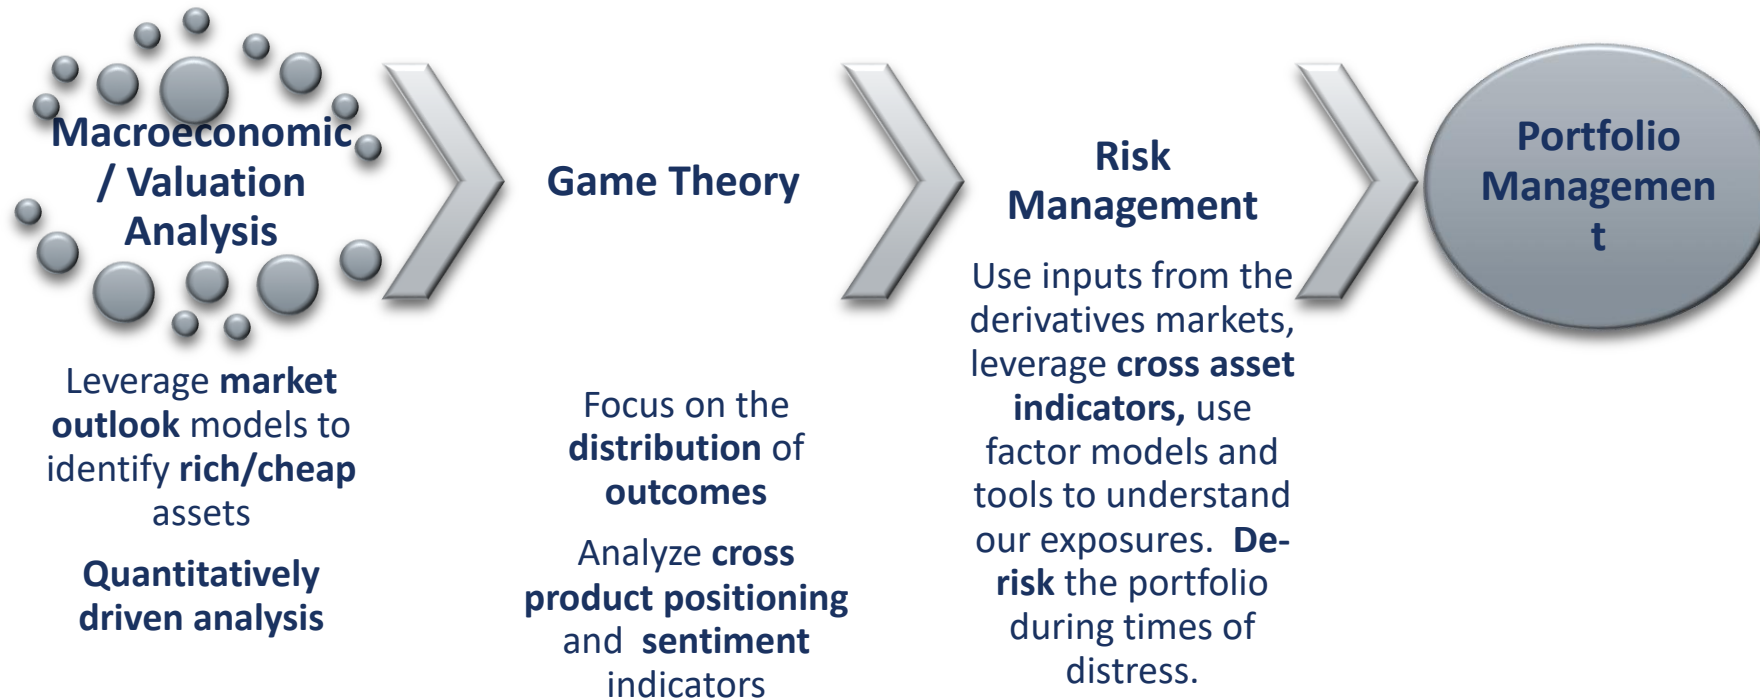 Macroeconomic
/ Valuation
Analysis
Leverage market
outlook models to
identify rich/cheap
assets
Quantitatively
driven analysis
Game Theory
Focus on the
distribution of
outcomes
Analyze cross
product positioning
and sentiment
indicators
Risk
Management
Use inputs from the
derivatives markets,
leverage cross asset
indicators, use
factor models and
tools to understand
our exposures. De-
risk the portfolio
during times of
distress.
Portfolio
Managemen
t